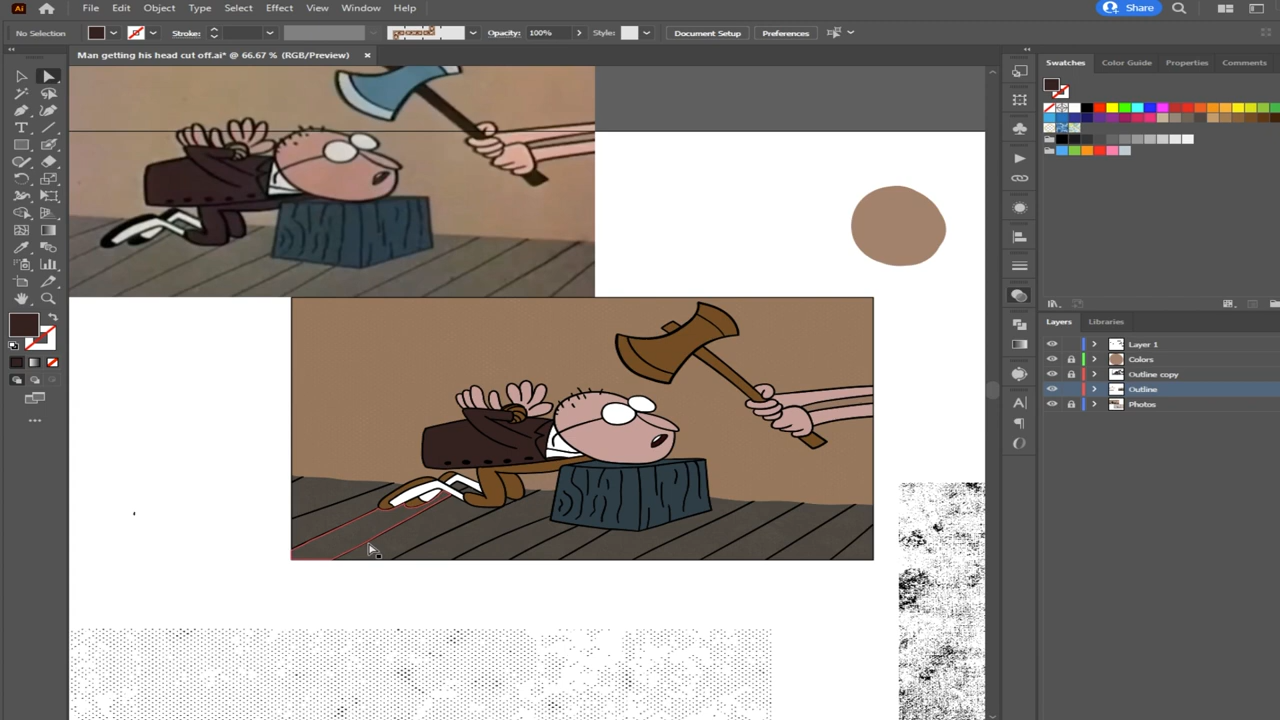 Ai File Edit Object Type Select Effect View Window Help Share
No Selection Stroke: Opacity: 100% Style: Document Setup Preferences
Man getting his head cut off.ai* @ 66.67 % (RGB/Preview)
Swatches Color Guide Properties Comments
Layers Libraries
Layer 1
Colors
Outline copy
Outline
Photos